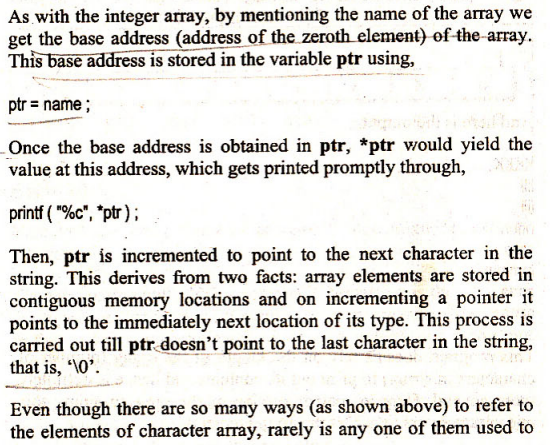 As with the integer array, by mentioning the name of the array we
get the base address (address of the zeroth element) of the array.
This base address is stored in the variable ptr using,
ptr = name ;
Once the base address is obtained in ptr, *ptr would yield the
value at this address, which gets printed promptly through,
printf ( "%c", *ptr ) ;
Then, ptr is incremented to point to the next character in the
string. This derives from two facts: array elements are stored in
contiguous memory locations and on incrementing a pointer it
points to the immediately next location of its type. This process is
carried out till ptr doesn’t point to the last character in the string,
that is, ‘\0’.
Even though there are so many ways (as shown above) to refer to
the elements of character array, rarely is any one of them used to